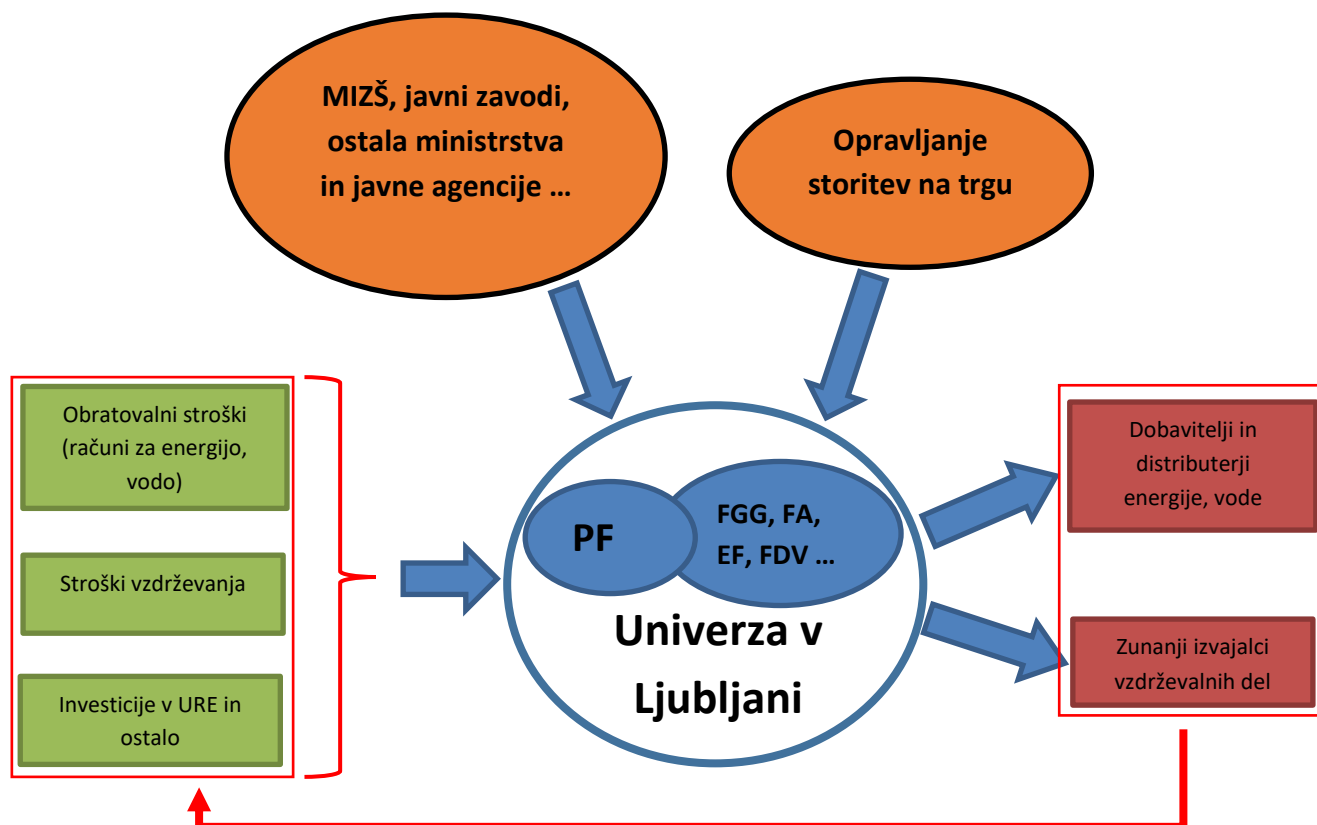 MIZŠ, javni zavodi,
ostala ministrstva
in javne agencije …
Opravljanje
storitev na trgu
Obratovalni stroški
(računi za energijo,
vodo)
Stroški vzdrževanja
Investicije v URE in
ostalo
PF
FGG, FA,
EF, FDV …
Univerza v
Ljubljani
Dobavitelji in
distributerji
energije, vode
Zunanji izvajalci
vzdrževalnih del